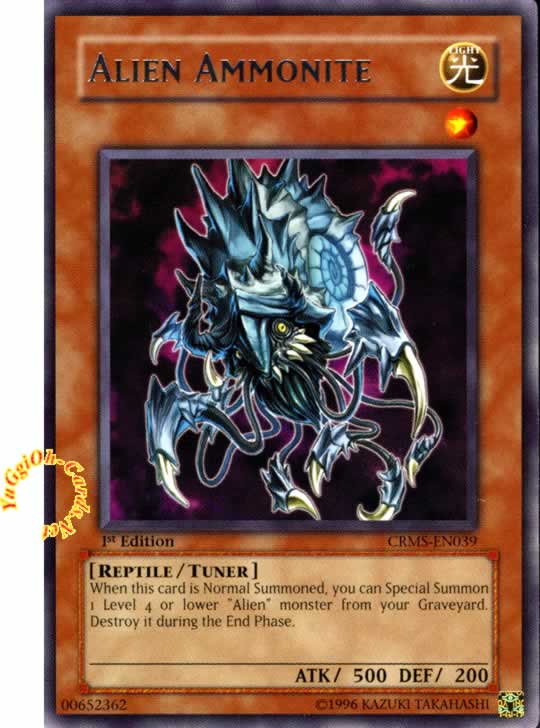 ALIEN AMMONITE
LIGHT
光
1st Edition
CRMS-EN039
[REPTILE/TUNER]
When this card is Normal Summoned, you can Special Summon
1 Level 4 or lower "Alien" monster from your Graveyard.
Destroy it during the End Phase.
ATK/ 500 DEF/ 200
00652362
©1996 KAZUKI TAKAHASHI
YuGgiOh-Cards.Net